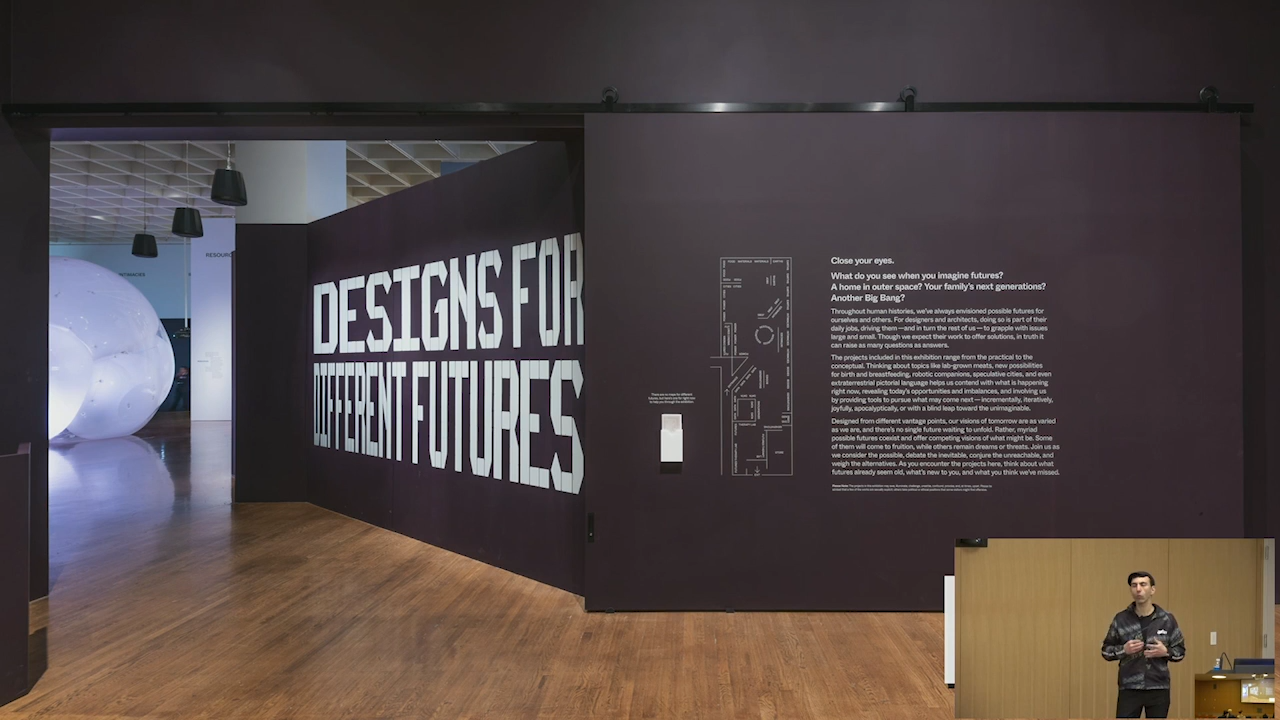 RESOURC
DESIGNS FOR
DIFFERENT FUTURES
Close your eyes.
What do you see when you imagine futures?
A home in outer space? Your family's next generations?
Another Big Bang?
Throughout human histories, we've always envisioned possible futures for
ourselves and others. For designers and architects, doing so is part of their
daily jobs, driving them—and in turn the rest of us—to grapple with issues
large and small. Though we expect their work to offer solutions, in truth it
can raise as many questions as answers.
The projects included in this exhibition range from the practical to the
conceptual. Thinking about topics like lab-grown meats, new possibilities
for birth and breastfeeding, robotic companions, speculative cities, and even
extraterrestrial pictorial language helps us contend with what is happening
right now, revealing today's opportunities and imbalances, and involving us
by providing tools to pursue what may come next—incrementally, iteratively,
joyfully, apocalyptically, or with a blind leap toward the unimaginable.
Designed from different vantage points, our visions of tomorrow are as varied
as we are, and there's no single future waiting to unfold. Rather, myriad
possible futures coexist and offer competing visions of what might be. Some
of them will come to fruition, while others remain dreams or threats. Join us as
we consider the possible, debate the inevitable, conjure the unreachable, and
weigh the alternatives. As you encounter the projects here, think about what
futures already seem old, what's new to you, and what you think we've missed.